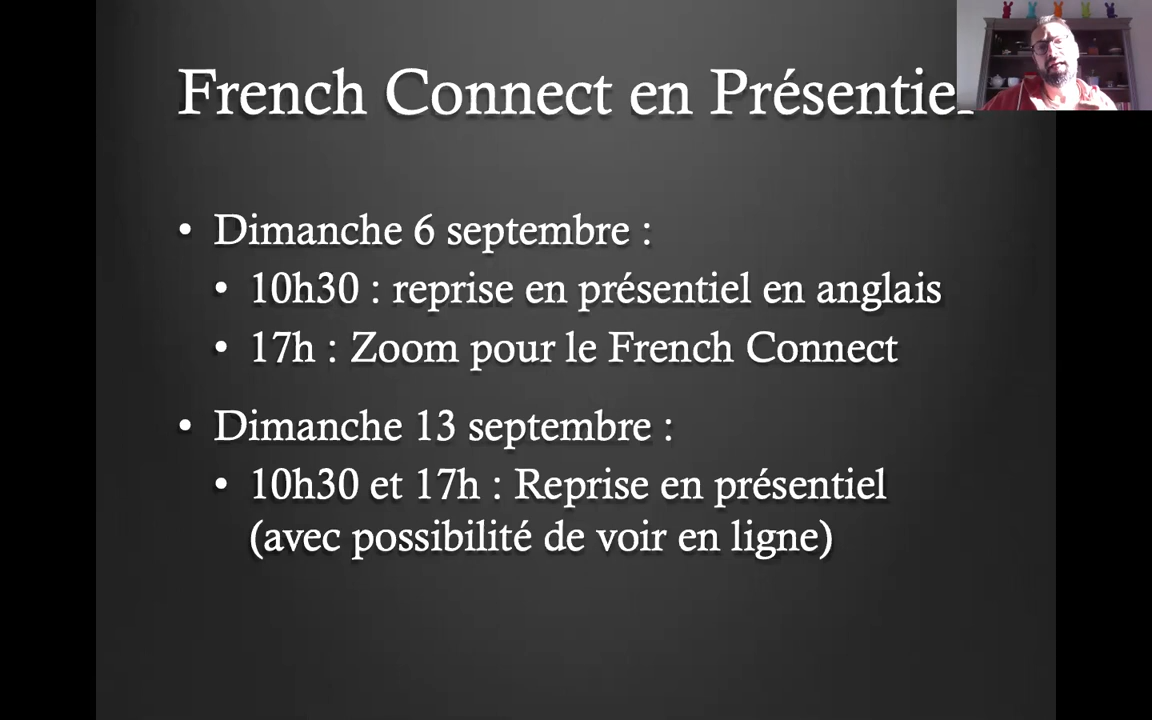 French Connect en Présentiel
• Dimanche 6 septembre :
• 10h30 : reprise en présentiel en anglais
• 17h : Zoom pour le French Connect
• Dimanche 13 septembre :
• 10h30 et 17h : Reprise en présentiel
(avec possibilité de voir en ligne)